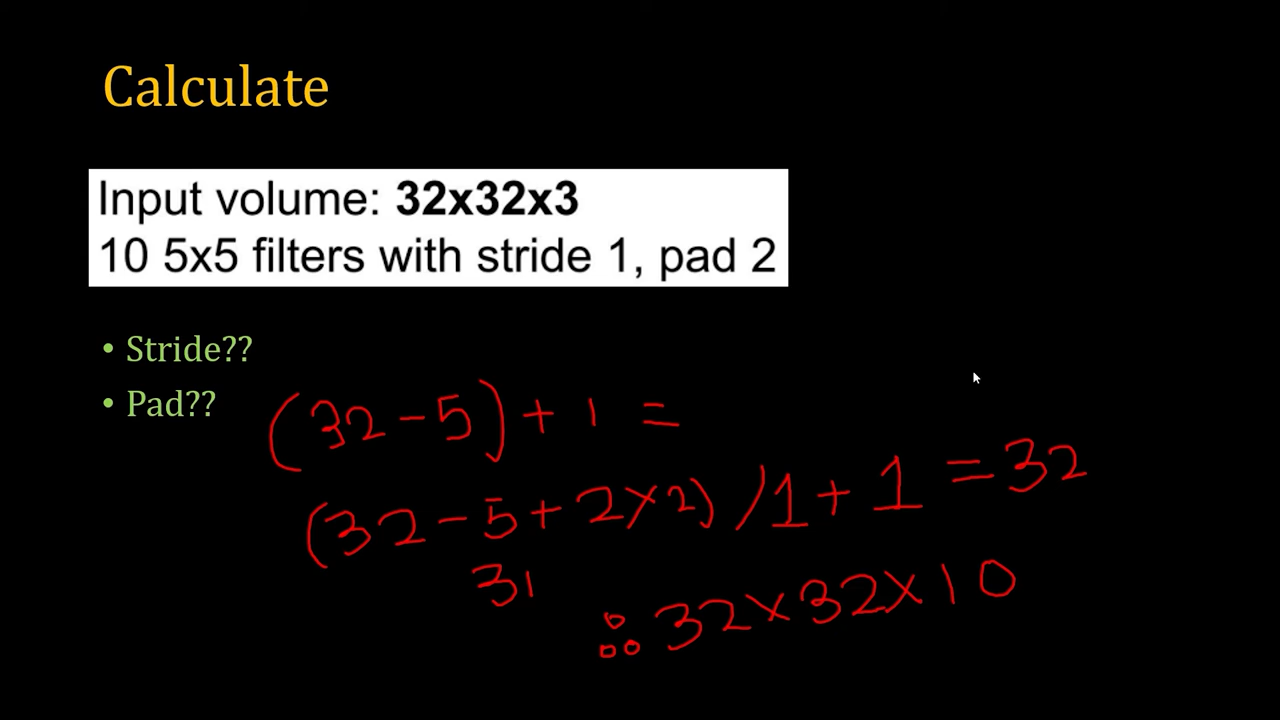 Calculate
Input volume: 32x32x3
10 5x5 filters with stride 1, pad 2
• Stride??
• Pad??
(32-5)+1=
(32-5+2×2)/1+1=32
31
∴32×32×10